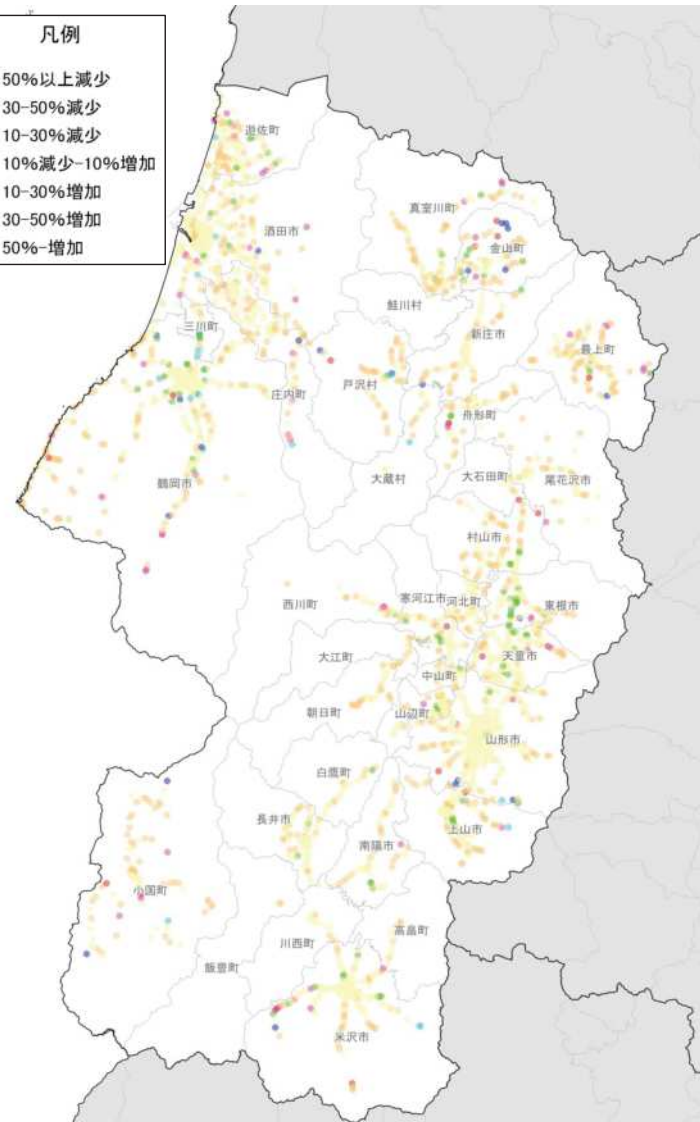 凡例
50%以上減少
30-50%減少
10-30%減少
10%減少-10%増加
10-30%増加
30-50%増加
50%-増加
遊佐町
真室川町
酒田市
金山町
鮭川村
三川町
新庄市
最上町
戸沢村
庄内町
舟形町
大蔵村
大石田町
尾花沢市
鶴岡市
村山市
西川町
寒河江市
河北町
東根市
大江町
天童市
中山町
朝日町
山辺町
山形市
白鷹町
長井市
上山市
南陽市
小国町
高畠町
川西町
飯豊町
米沢市